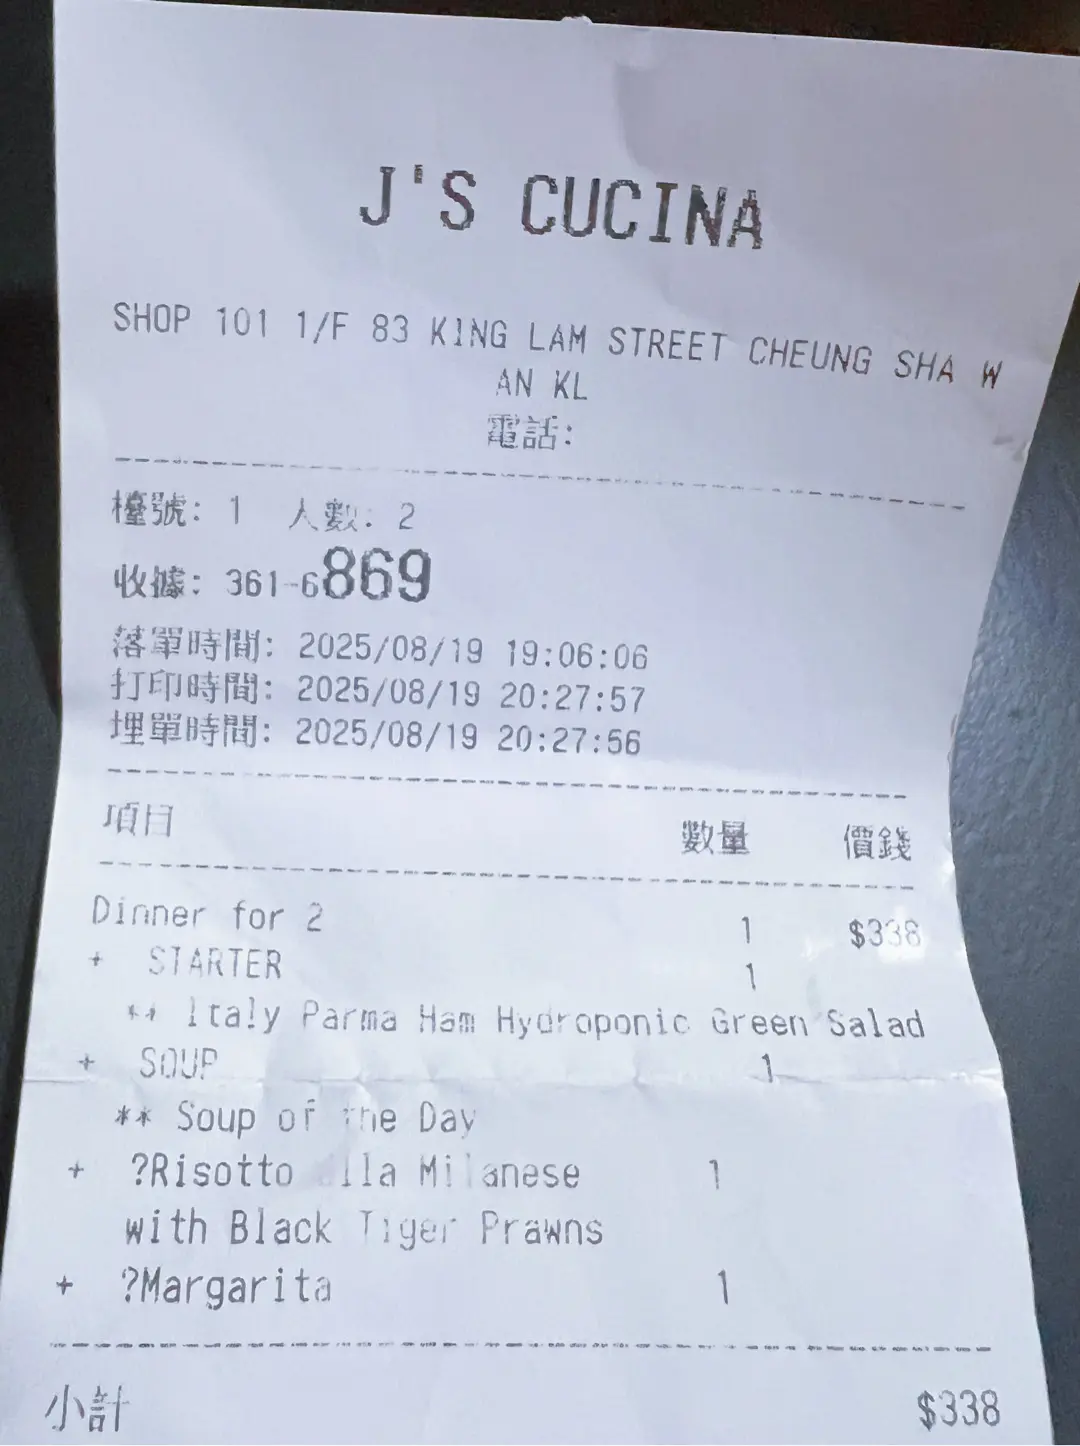 J'S CUCINA
SHOP 101 1/F 83 KING LAM STREET CHEUNG SHA W
AN KL
電話:
檯號: 1 人數: 2
收據: 361-6869
落單時間: 2025/08/19 19:06:06
打印時間: 2025/08/19 20:27:57
埋單時間: 2025/08/19 20:27:56
項目 數量 價錢
Dinner for 2 1 $338
+ STARTER 1
** Italy Parma Ham Hydroponic Green Salad
+ SOUP 1
** Soup of the Day
+ ?Risotto alla Milanese 1
with Black Tiger Prawns
+ ?Margarita 1
小計 $338